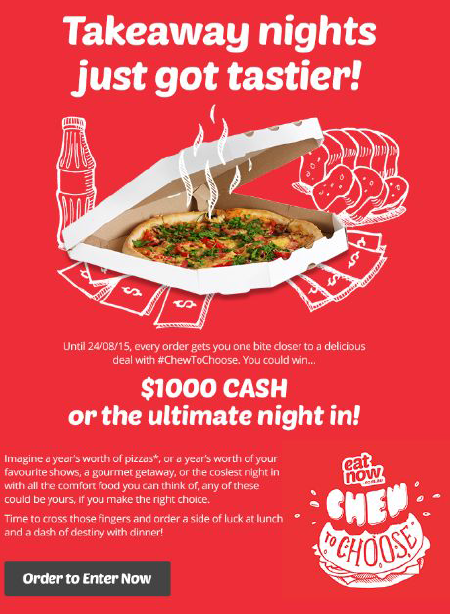 Takeaway nights
just got tastier!
Until 24/08/15, every order gets you one bite closer to a delicious
deal with #ChewToChoose. You could win...
$1000 CASH
or the ultimate night in!
Imagine a year's worth of pizzas*, or a year's worth of your
favourite shows, a gourmet getaway, or the cosiest night in
with all the comfort food you can think of, any of these
could be yours, if you make the right choice.
Time to cross those fingers and order a side of luck at lunch
and a dash of destiny with dinner!
eat
now
CHEW
TO CHOOSE
Order to Enter Now